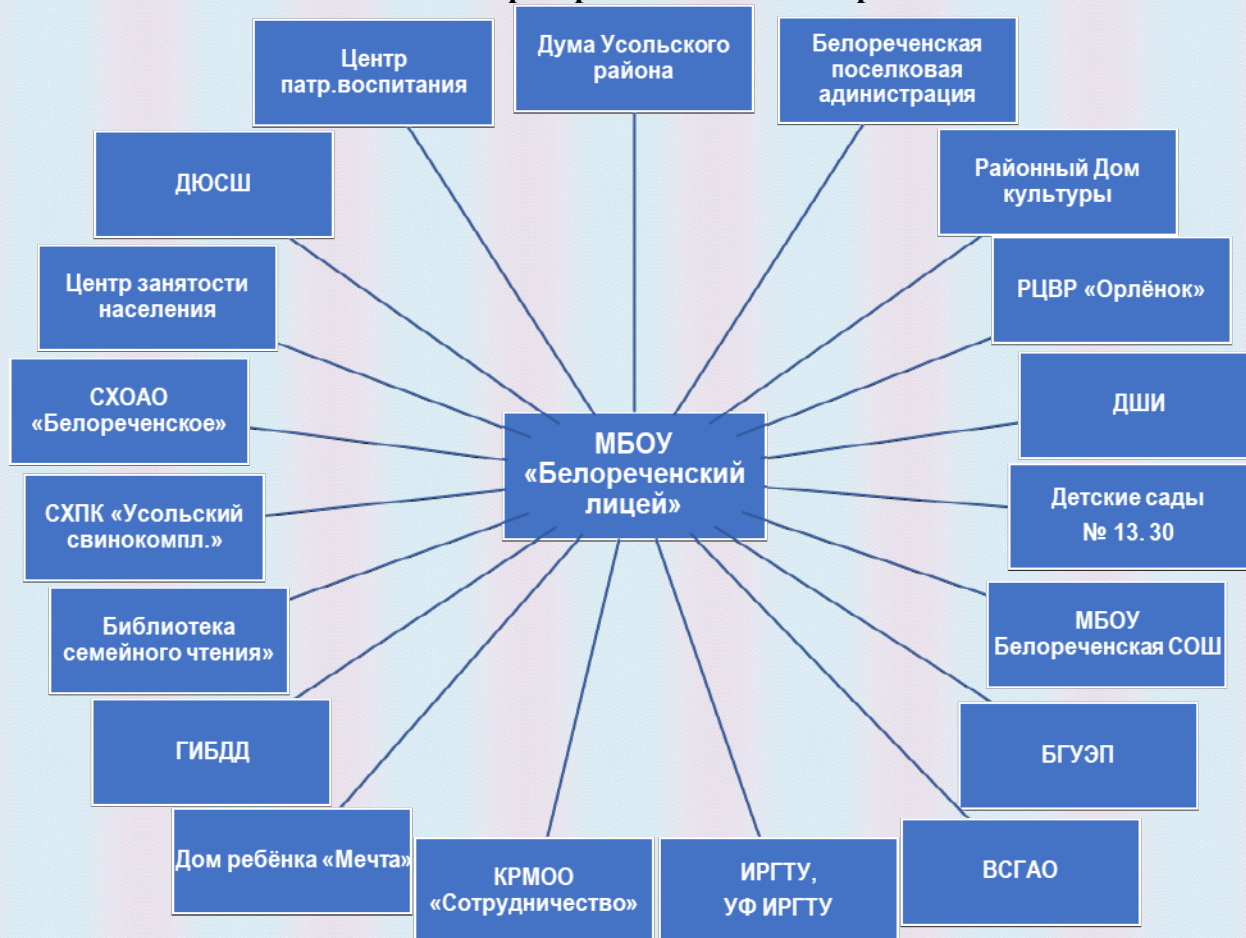 Центр
патр.воспитания
Дума Усольского
района
Белореченская
поселковая
адинистрация
ДЮСШ
Районный Дом
культуры
Центр занятости
населения
РЦВР «Орлёнок»
СХОАО
«Белореченское»
ДШИ
МБОУ
«Белореченский
лицей»
СХПК «Усольский
свинокомпл.»
Детские сады
№ 13. 30
Библиотека
семейного чтения»
МБОУ
Белореченская СОШ
ГИБДД
БГУЭП
Дом ребёнка «Мечта»
КРМОО
«Сотрудничество»
ИРГТУ,
УФ ИРГТУ
ВСГАО